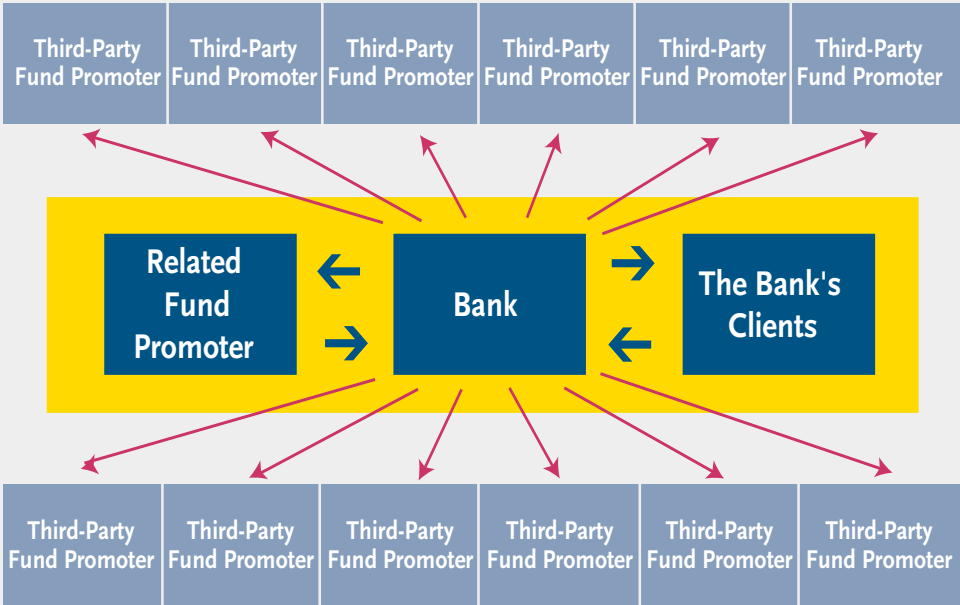 Third-Party
Fund Promoter
Third-Party
Fund Promoter
Third-Party
Fund Promoter
Third-Party
Fund Promoter
Third-Party
Fund Promoter
Third-Party
Fund Promoter
Related
Fund
Promoter
Bank
The Bank's
Clients
Third-Party
Fund Promoter
Third-Party
Fund Promoter
Third-Party
Fund Promoter
Third-Party
Fund Promoter
Third-Party
Fund Promoter
Third-Party
Fund Promoter